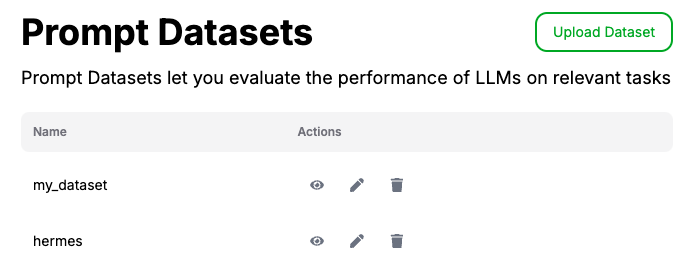 Prompt Datasets
Upload Dataset
Prompt Datasets let you evaluate the performance of LLMs on relevant tasks
Name Actions
my_dataset
hermes